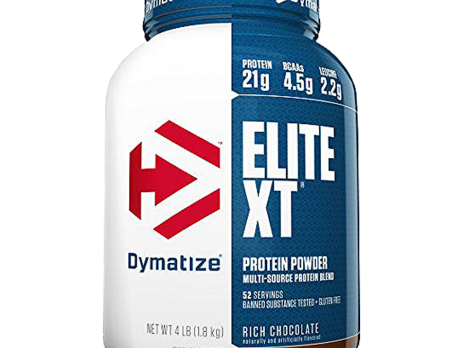 Dymatize
PROTEIN BCAAs LEUCINE
21g 4.5g 2.2g
ELITE
XT®
Dymatize®
PROTEIN POWDER
MULTI-SOURCE PROTEIN BLEND
52 SERVINGS
BANNED SUBSTANCE TESTED • GLUTEN FREE
NET WT 4 LB (1.8 kg)
RICH CHOCOLATE
naturally and artificially flavored